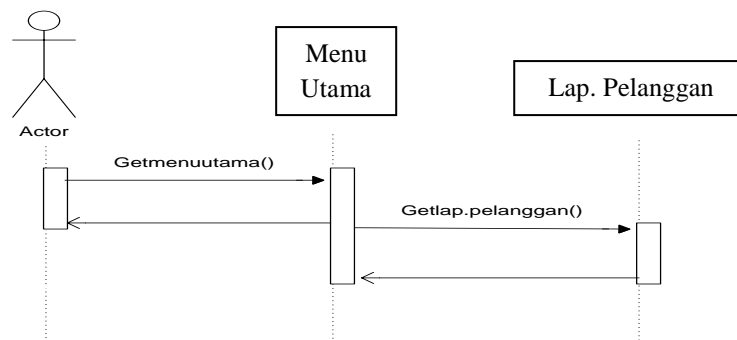 Menu
Utama
Lap. Pelanggan
Actor
Getmenuutama()
Getlap.pelanggan()